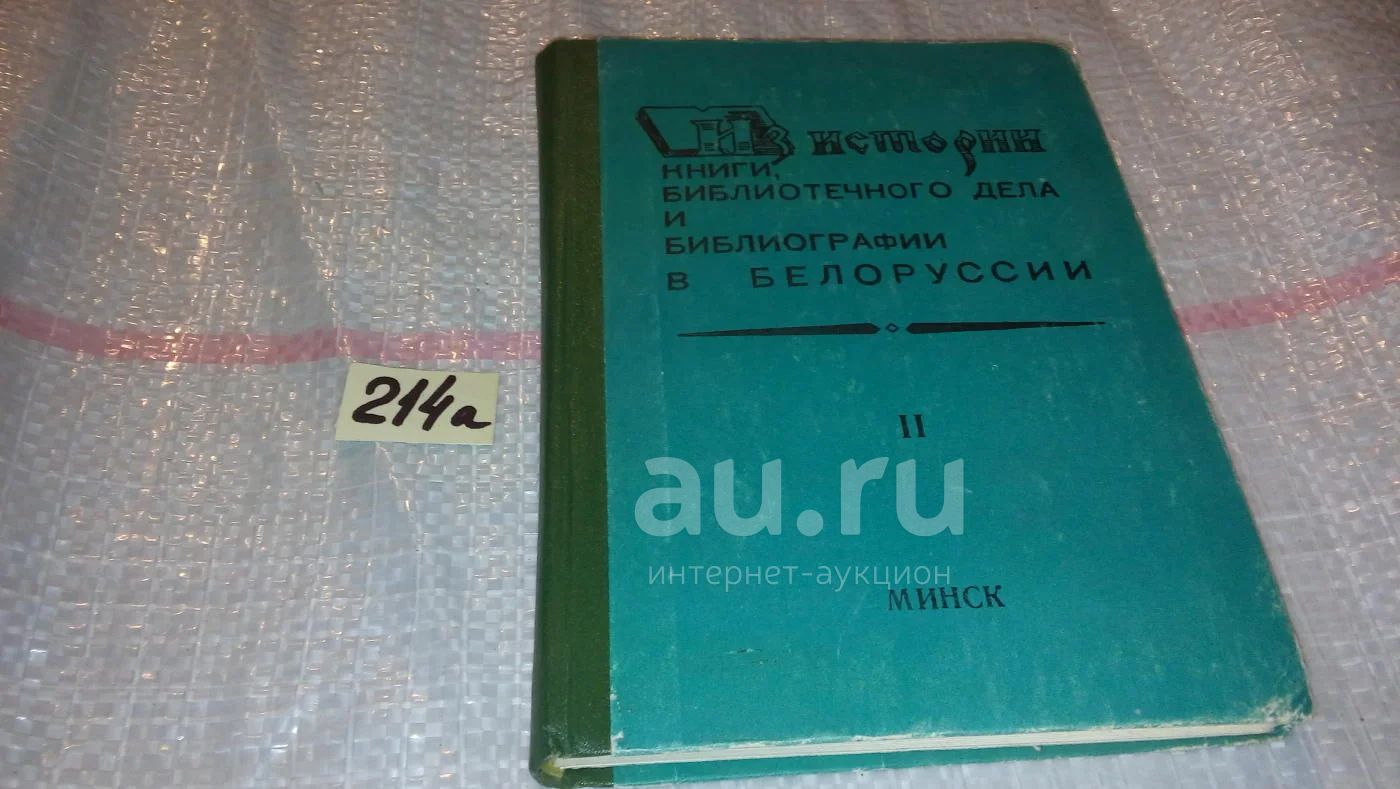 Из истории
КНИГИ,
БИБЛИОТЕЧНОГО ДЕЛА
И
БИБЛИОГРАФИИ
В БЕЛОРУССИИ
II
МИНСК
214а
au.ru
интернет-аукцион